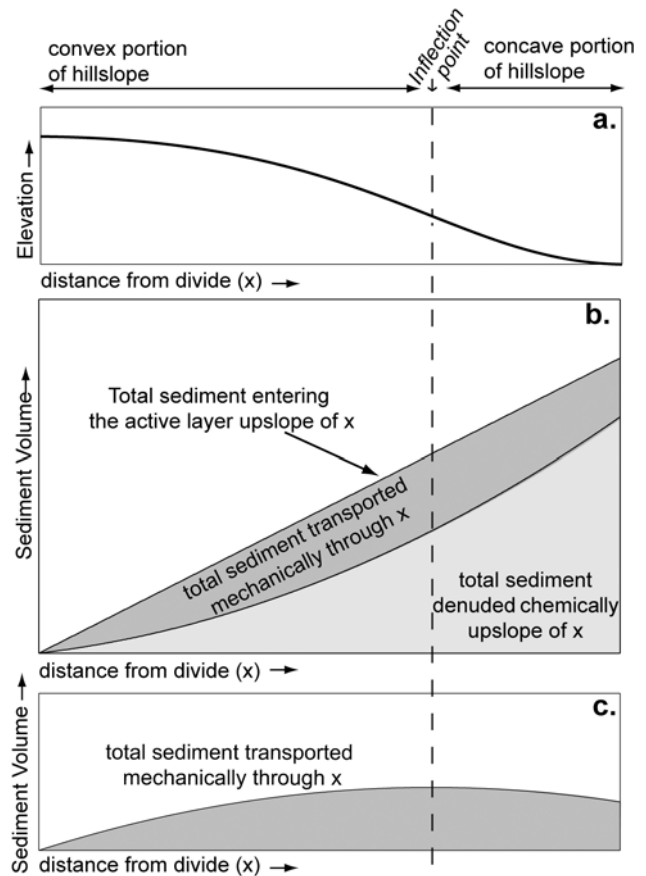 convex portion
of hillslope
Inflection
point
concave portion
of hillslope
a.
Elevation
distance from divide (x)
b.
Total sediment entering
the active layer upslope of x
Sediment Volume
total sediment transported
mechanically through x
total sediment
denuded chemically
upslope of x
distance from divide (x)
c.
total sediment transported
mechanically through x
Sediment Volume
distance from divide (x)